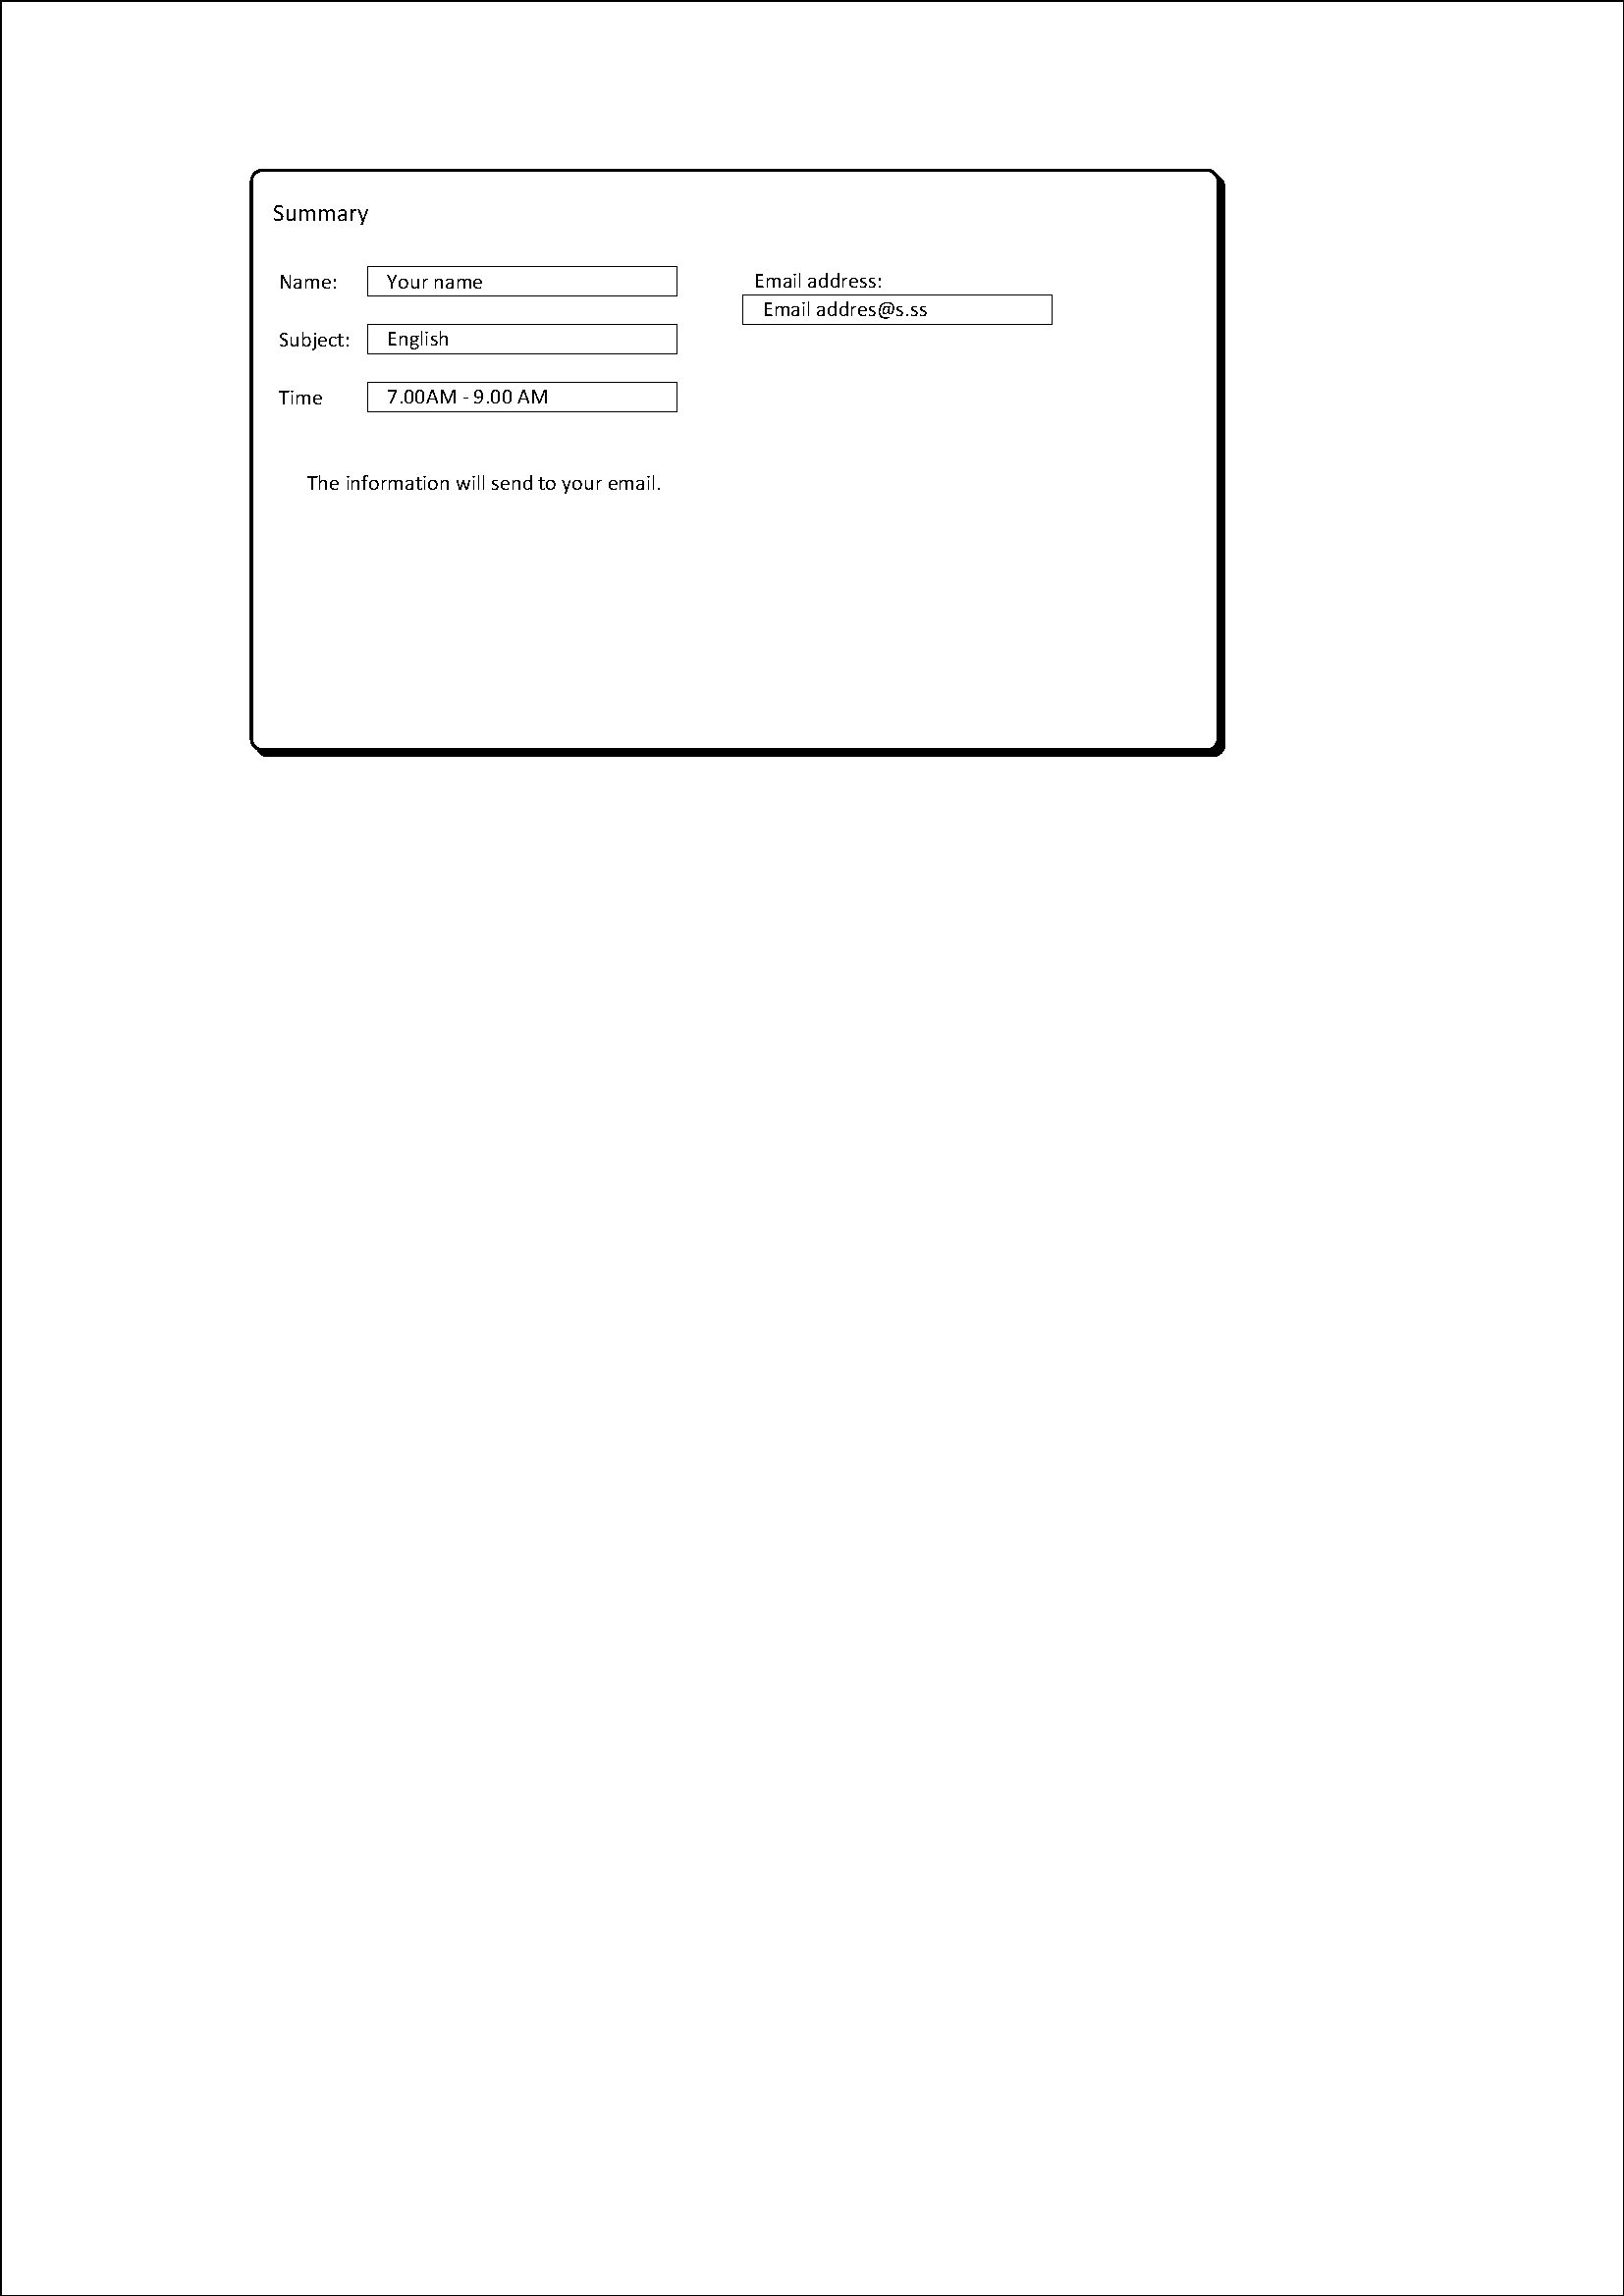 Summary
Name: Your name
Email address:
Email addres@s.ss
Subject: English
Time 7.00AM - 9.00 AM
The information will send to your email.